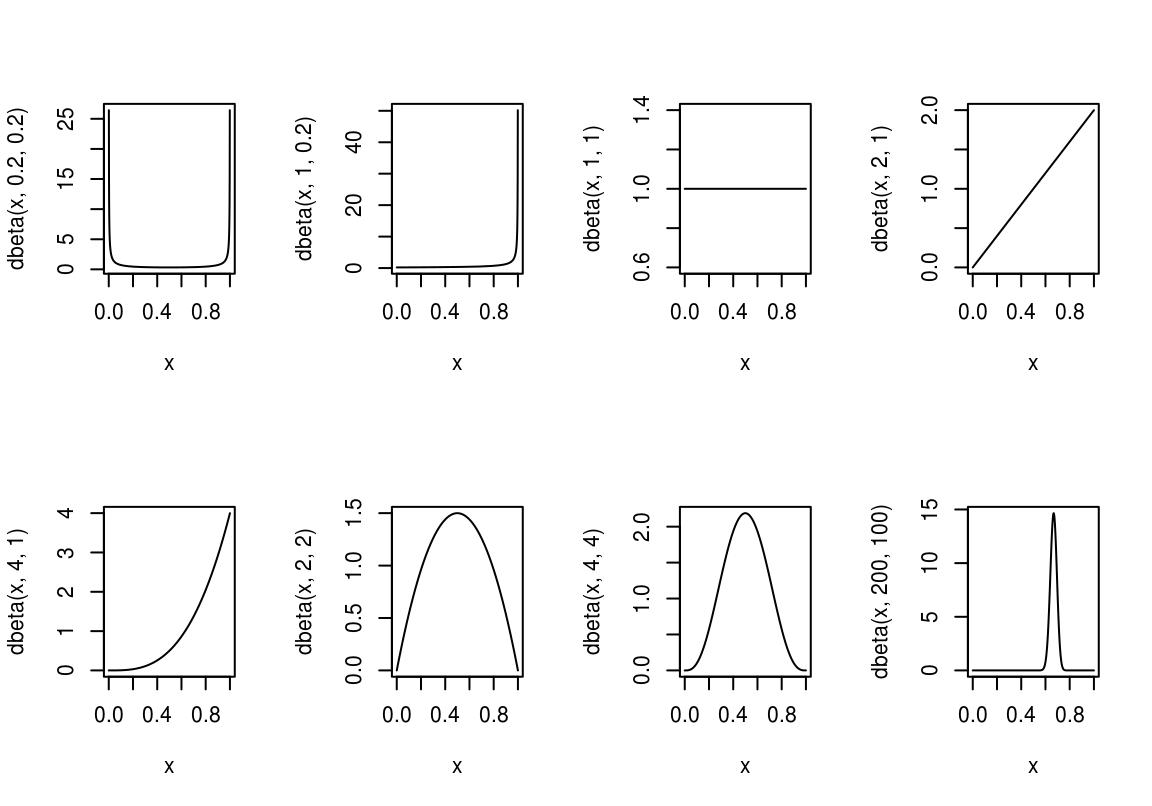 dbeta(x, 0.2, 0.2)
0 5 15 25
0.0 0.4 0.8
x
dbeta(x, 1, 0.2)
0 20 40
0.0 0.4 0.8
x
dbeta(x, 1, 1)
0.6 1.0 1.4
0.0 0.4 0.8
x
dbeta(x, 2, 1)
0.0 1.0 2.0
0.0 0.4 0.8
x
dbeta(x, 4, 1)
0 1 2 3 4
0.0 0.4 0.8
x
dbeta(x, 2, 2)
0.0 0.5 1.0 1.5
0.0 0.4 0.8
x
dbeta(x, 4, 4)
0.0 1.0 2.0
0.0 0.4 0.8
x
dbeta(x, 200, 100)
0 5 10 15
0.0 0.4 0.8
x